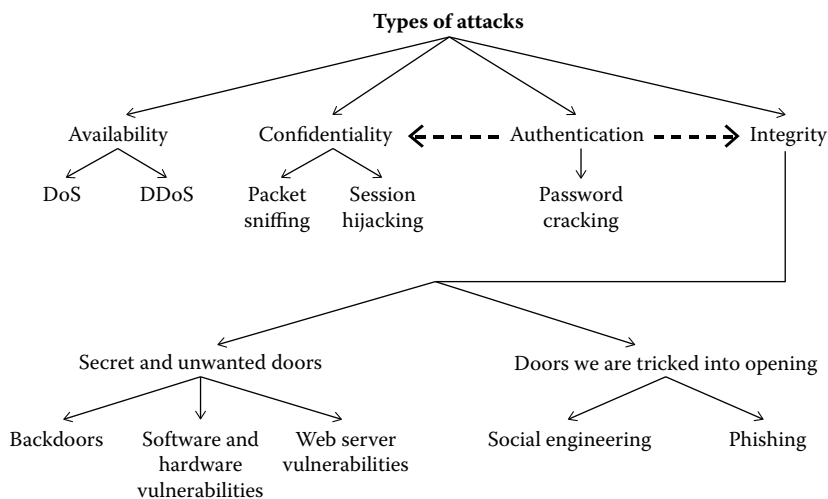 Types of attacks
Availability
Confidentiality
Authentication
Integrity
DoS
DDoS
Packet
sniffing
Session
hijacking
Password
cracking
Secret and unwanted doors
Doors we are tricked into opening
Backdoors
Software and
hardware
vulnerabilities
Web server
vulnerabilities
Social engineering
Phishing